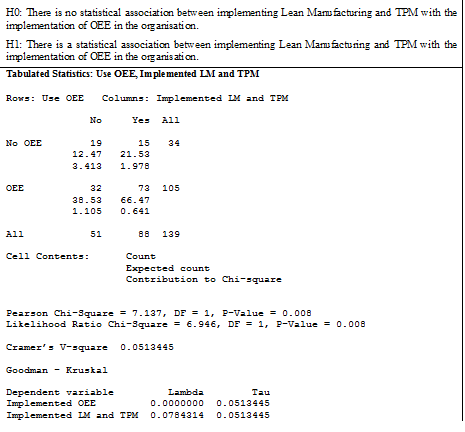 H0: There is no statistical association between implementing Lean Manufacturing and TPM with the
implementation of OEE in the organisation.
H1: There is a statistical association between implementing Lean Manufacturing and TPM with the
implementation of OEE in the organisation.
Tabulated Statistics: Use OEE, Implemented LM and TPM
Rows: Use OEE Columns: Implemented LM and TPM
No Yes All
No OEE 19 15 34
12.47 21.53
3.413 1.978
OEE 32 73 105
38.53 66.47
1.105 0.641
All 51 88 139
Cell Contents: Count
Expected count
Contribution to Chi-square
Pearson Chi-Square = 7.137, DF = 1, P-Value = 0.008
Likelihood Ratio Chi-Square = 6.946, DF = 1, P-Value = 0.008
Cramer's V-square 0.0513445
Goodman - Kruskal
Dependent variable Lambda Tau
Implemented OEE 0.0000000 0.0513445
Implemented LM and TPM 0.0784314 0.0513445